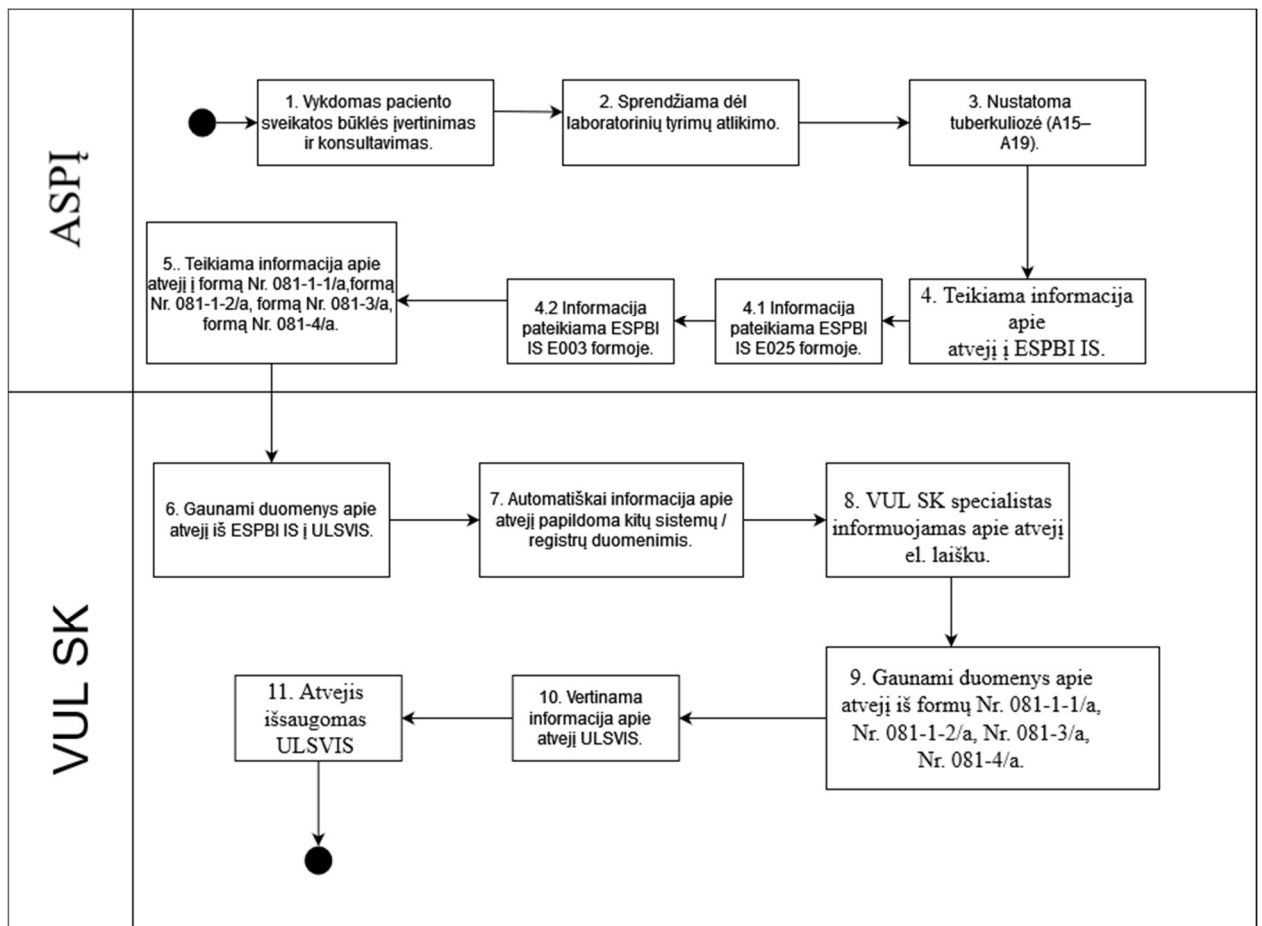 ASPĮ
1. Vykdomas paciento
sveikatos būklės įvertinimas
ir konsultavimas.
2. Sprendžiama dėl
laboratorinių tyrimų atlikimo.
3. Nustatoma
tuberkuliozė (A15–
A19).
4. Teikiama informacija
apie
atvejį į ESPBI IS.
4.1 Informacija
pateikiama ESPBI
IS E025 formoje.
4.2 Informacija
pateikiama ESPBI
IS E003 formoje.
5.. Teikiama informacija apie
atvejį į formą Nr. 081-1-1/a,formą
Nr. 081-1-2/a, formą Nr. 081-3/a,
formą Nr. 081-4/a.
VUL SK
6. Gaunami duomenys apie
atvejį iš ESPBI IS į ULSVIS.
7. Automatiškai informacija apie
atvejį papildoma kitų sistemų /
registrų duomenimis.
8. VUL SK specialistas
informuojamas apie atvejį
el. laišku.
9. Gaunami duomenys apie
atvejį iš formų Nr. 081-1-1/a,
Nr. 081-1-2/a, Nr. 081-3/a,
Nr. 081-4/a.
10. Vertinama
informacija apie
atvejį ULSVIS.
11. Atvejis
išsaugomas
ULSVIS